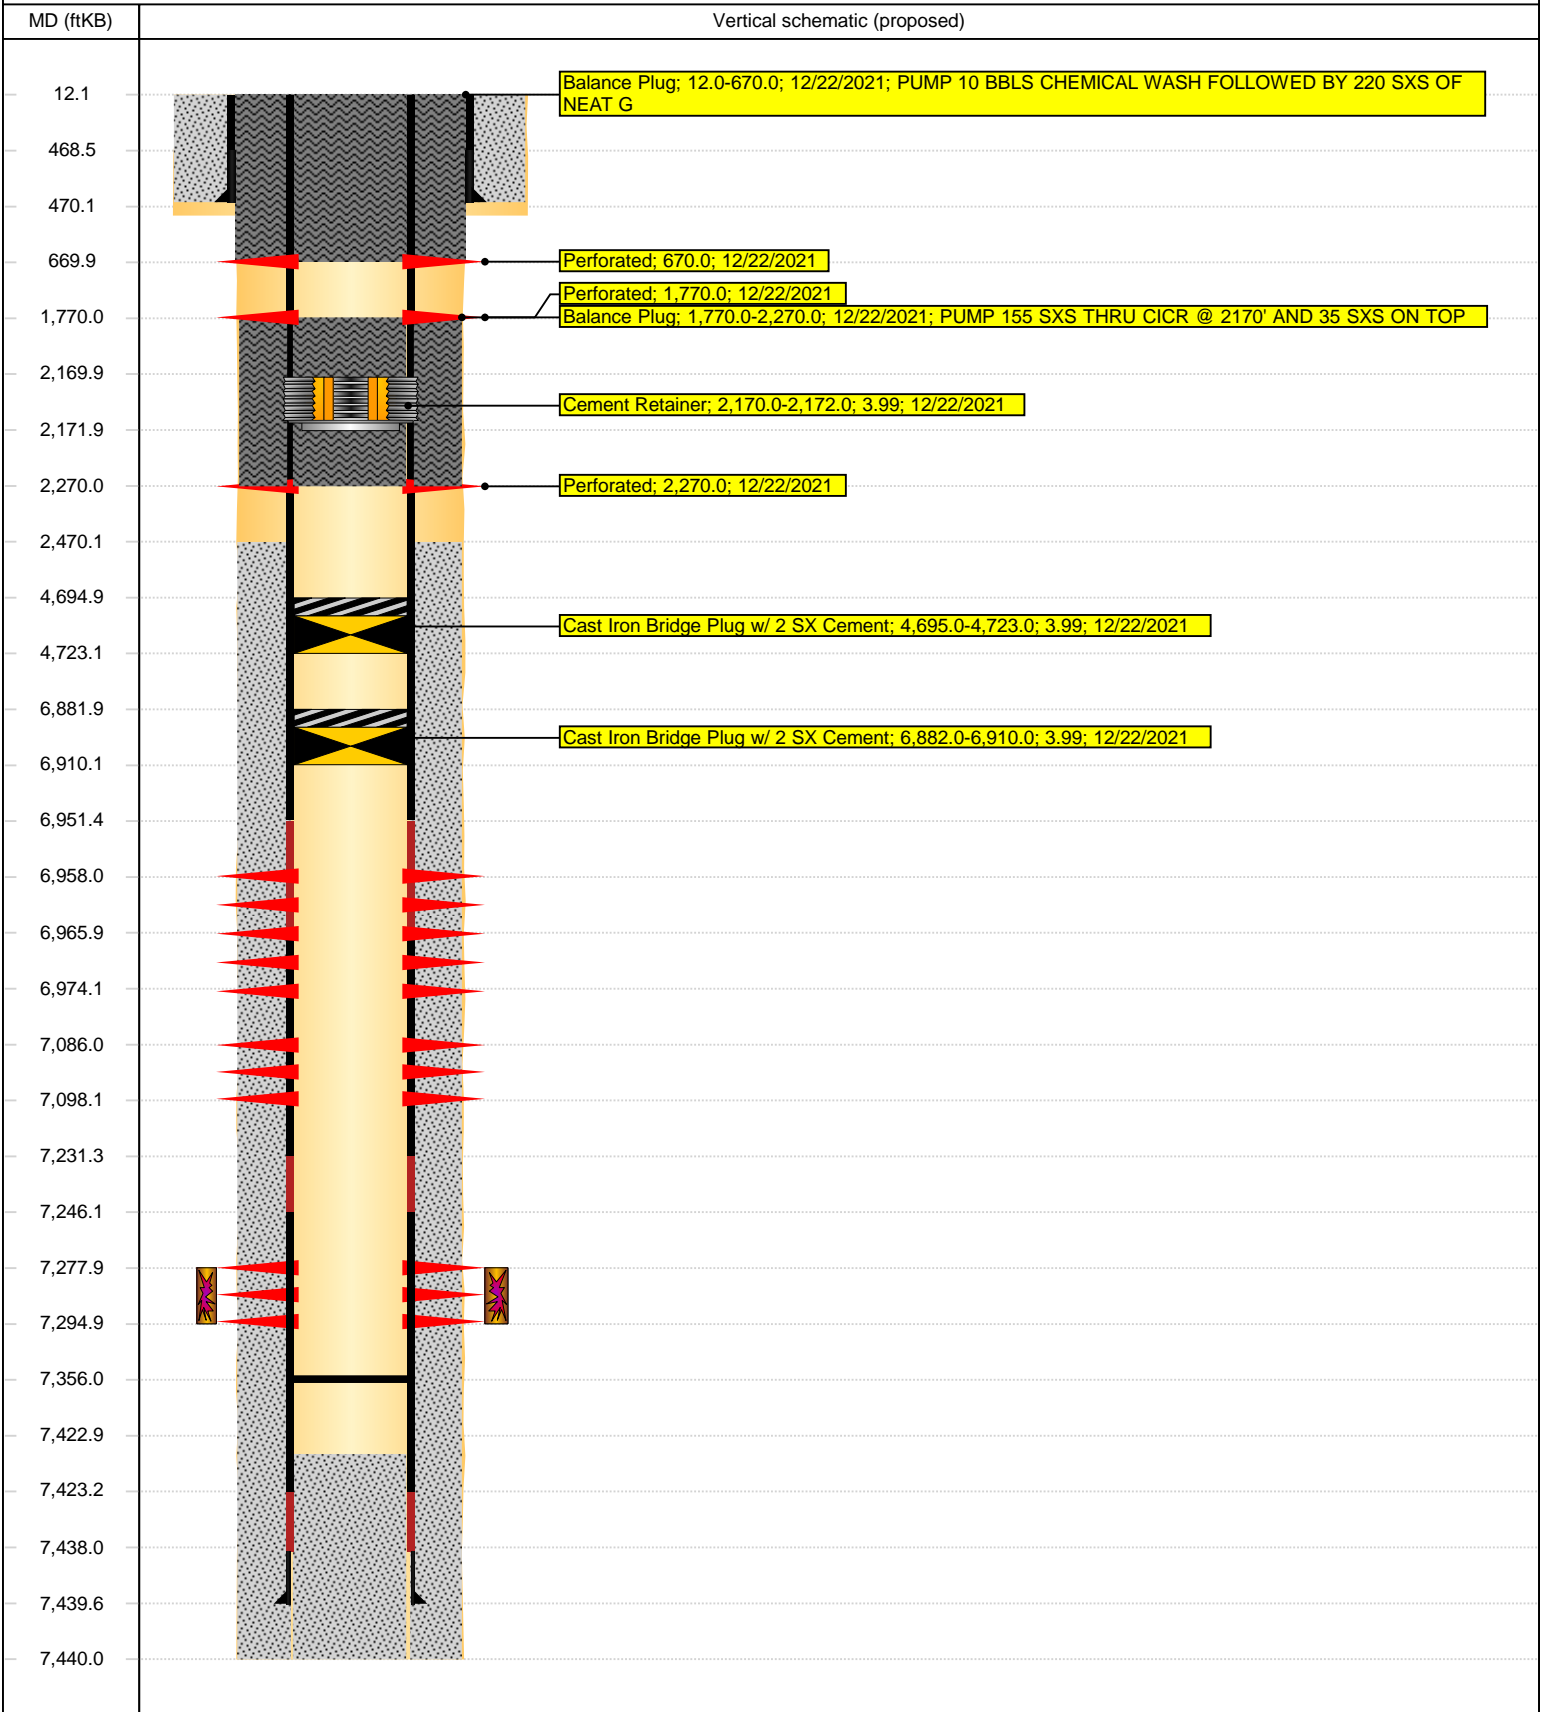 MD (ftKB)
Vertical schematic (proposed)
12.1
Balance Plug; 12.0-670.0; 12/22/2021; PUMP 10 BBLS CHEMICAL WASH FOLLOWED BY 220 SXS OF
NEAT G
468.5
470.1
669.9
Perforated; 670.0; 12/22/2021
Perforated; 1,770.0; 12/22/2021
1,770.0
Balance Plug; 1,770.0-2,270.0; 12/22/2021; PUMP 155 SXS THRU CICR @ 2170' AND 35 SXS ON TOP
2,169.9
Cement Retainer; 2,170.0-2,172.0; 3.99; 12/22/2021
2,171.9
2,270.0
Perforated; 2,270.0; 12/22/2021
2,470.1
4,694.9
Cast Iron Bridge Plug w/ 2 SX Cement; 4,695.0-4,723.0; 3.99; 12/22/2021
4,723.1
6,881.9
Cast Iron Bridge Plug w/ 2 SX Cement; 6,882.0-6,910.0; 3.99; 12/22/2021
6,910.1
6,951.4
6,958.0
6,965.9
6,974.1
7,086.0
7,098.1
7,231.3
7,246.1
7,277.9
7,294.9
7,356.0
7,422.9
7,423.2
7,438.0
7,439.6
7,440.0